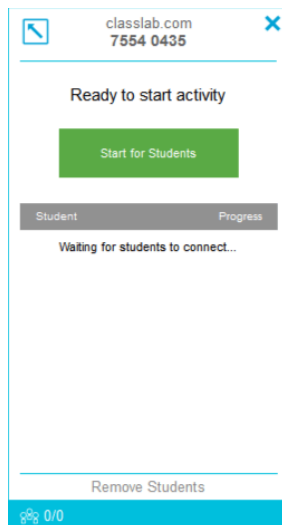 classlab.com
7554 0435
Ready to start activity
Start for Students
Student Progress
Waiting for students to connect...
Remove Students
0/0